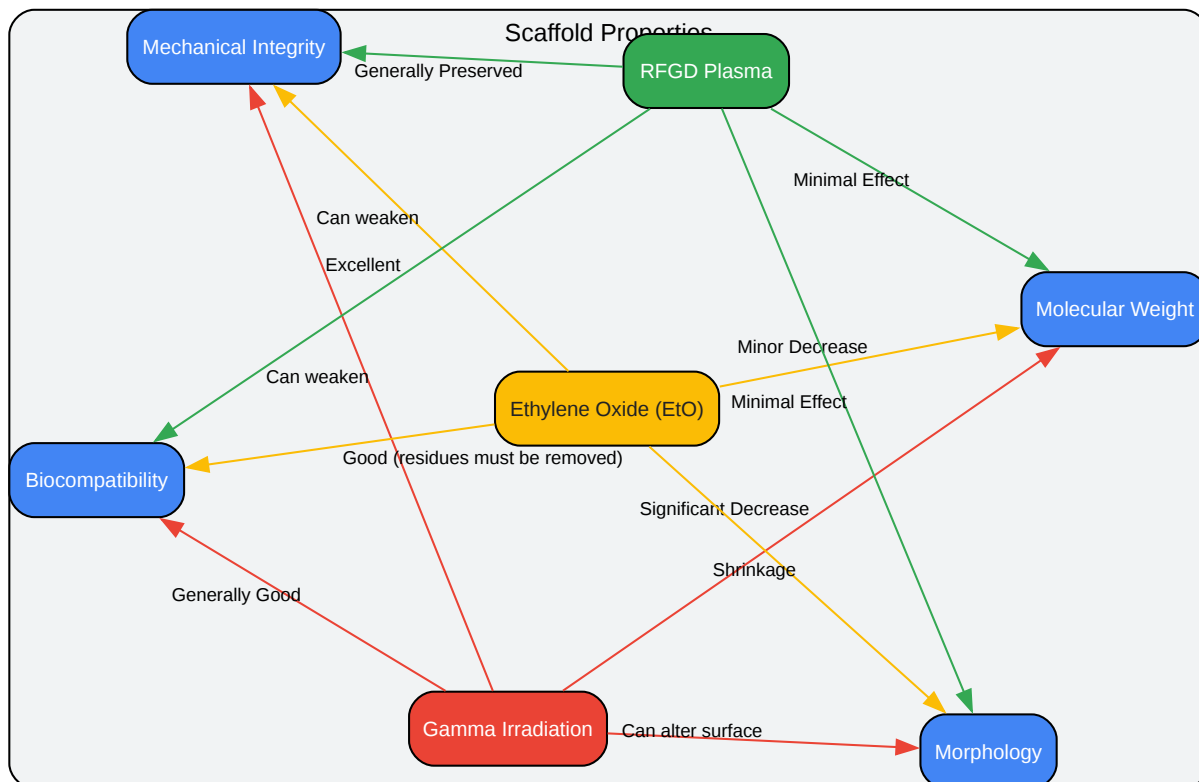 Scaffold Properties
Mechanical Integrity
RFGD Plasma
Generally Preserved
Minimal Effect
Can weaken
Excellent
Molecular Weight
Minor Decrease
Can weaken
Minimal Effect
Ethylene Oxide (EtO)
Good (residues must be removed)
Biocompatibility
Significant Decrease
Shrinkage
Generally Good
Gamma Irradiation
Can alter surface
Morphology